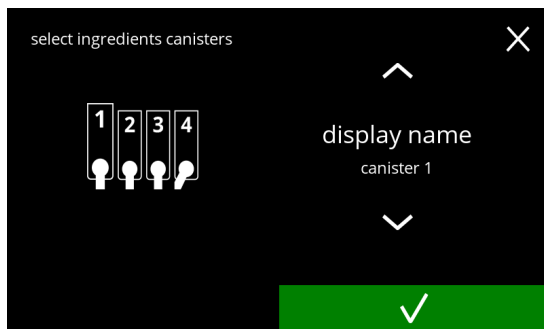 select ingredients canisters
1 2 3 4
display name
canister 1